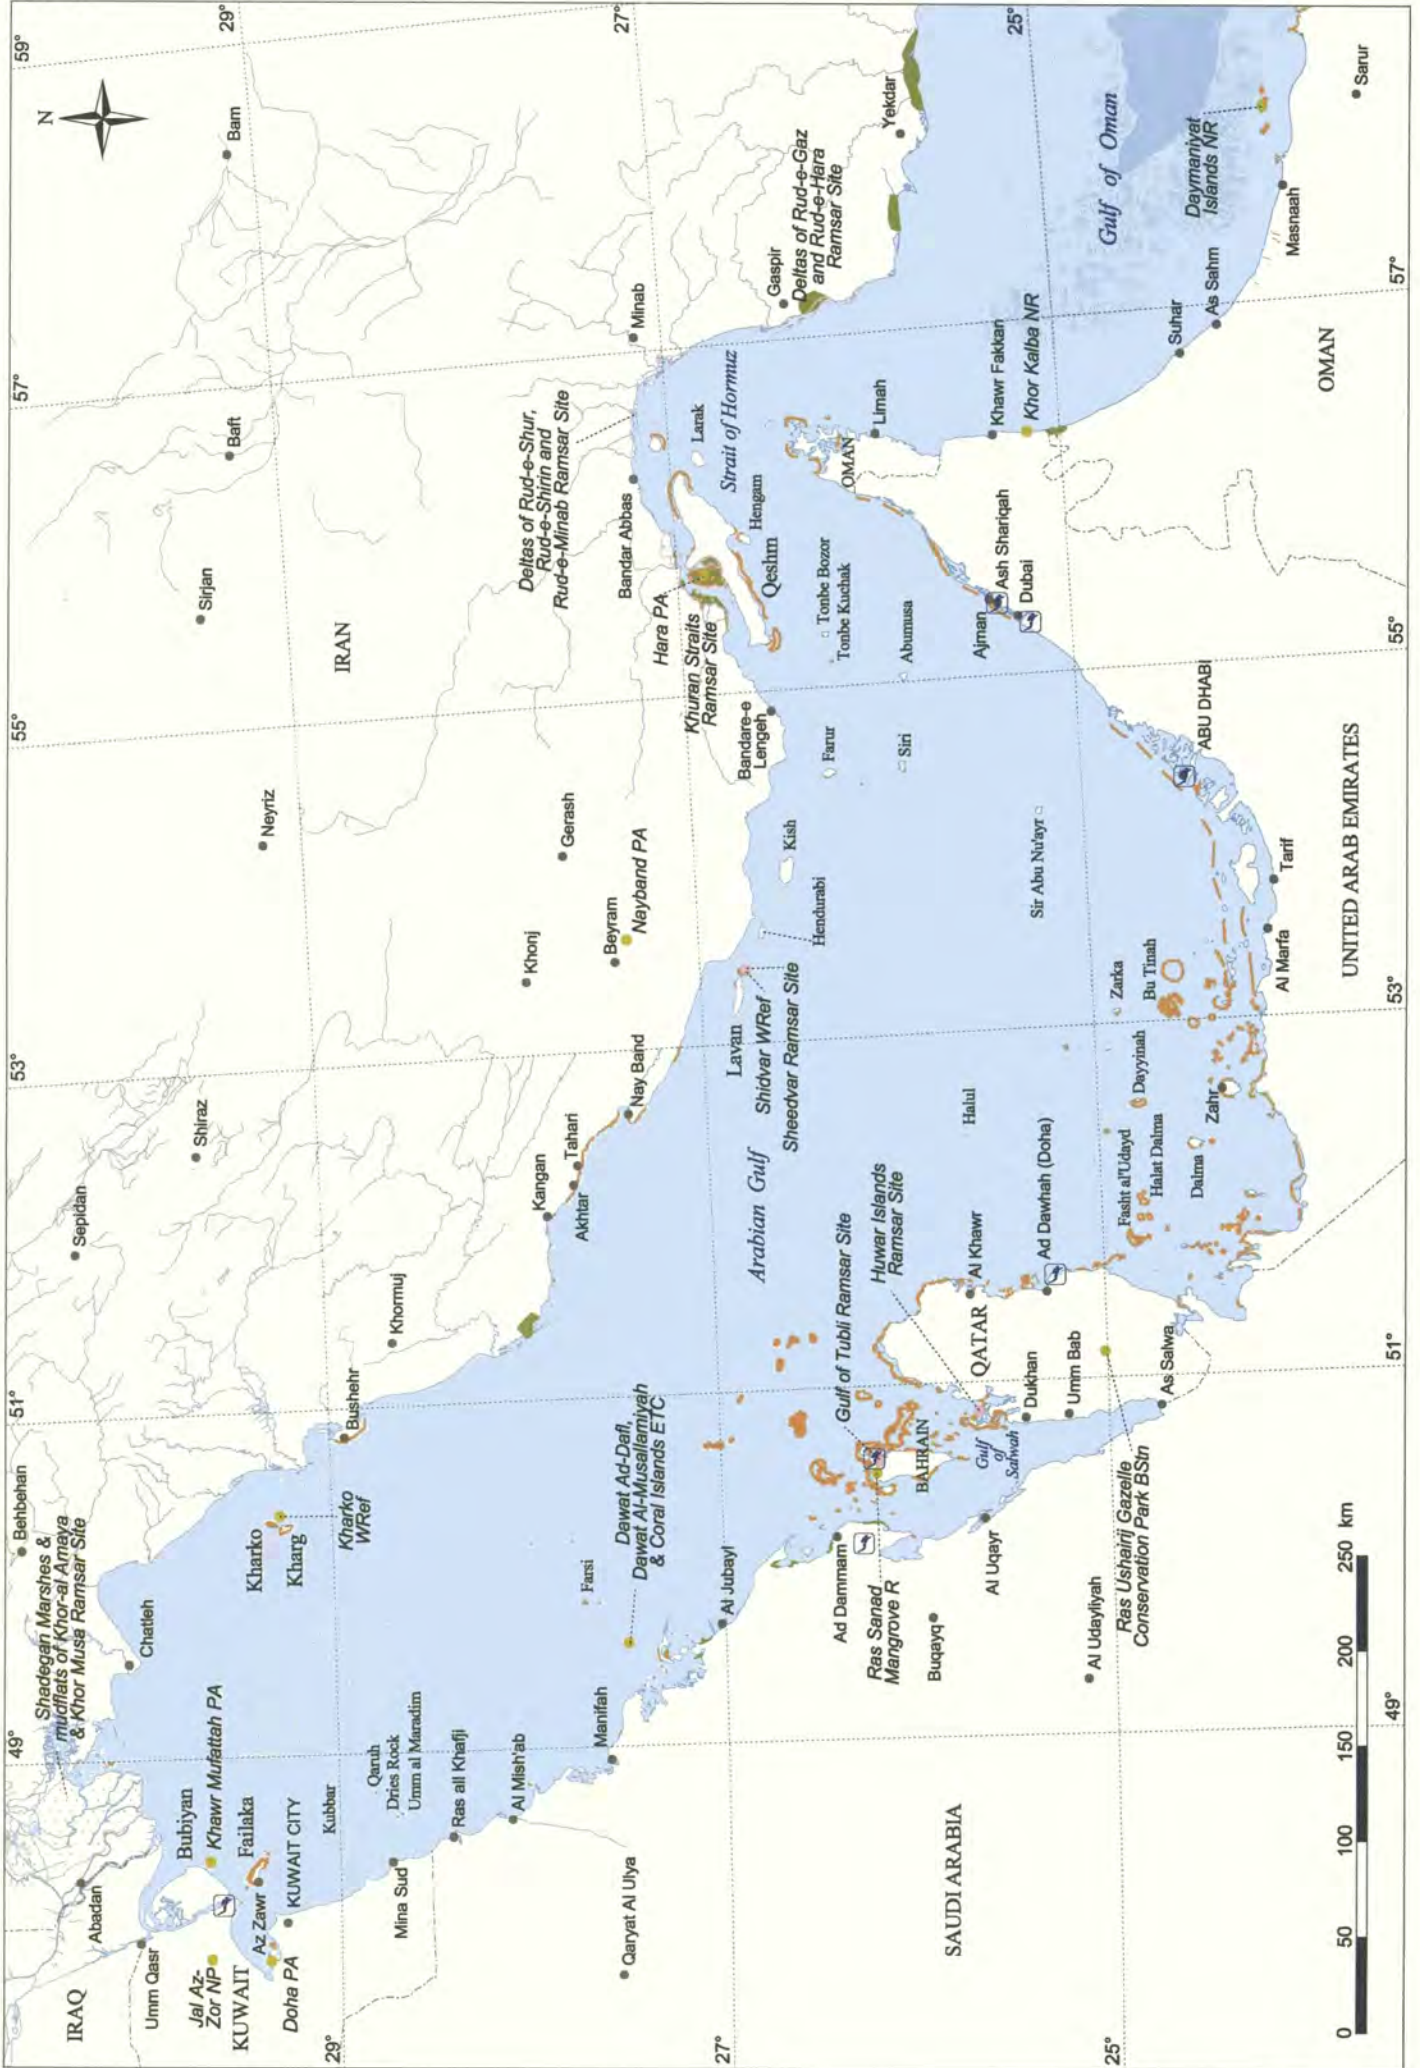 59°
57°
55°
53°
51°
49°
29°
27°
25°
N
Bam
Baft
Sirjan
Neyriz
Shiraz
Sepidan
Behbehan
Shadegan Marshes &
mudflats of Khor-al Amaya
& Khor Musa Ramsar Site
IRAQ
Abadan
Chatleh
Umm Qasr
Bubiyan
Khawr Mufattah PA
Jal Az-
Zor NP
KUWAIT
Failaka
Az Zawr
Doha PA
KUWAIT CITY
Kubbar
Qaruh
Dries Rock
Umm al Maradim
Mina Sud
Ras all Khafji
Al Mish'ab
Manifah
Qaryat Al Ulya
SAUDI ARABIA
Kharko
Kharg
Kharko
WRef
Bushehr
Khormuj
Kangan
Akhtar
Tahari
Nay Band
IRAN
Khonj
Gerash
Beyram
Nayband PA
Farsi
Dawat Ad-Dafi,
Dawat Al-Musallamiyah
& Coral Islands ETC
Al Jubayl
Arabian Gulf
Lavan
Shidvar WRef
Sheedvar Ramsar Site
Hendurabi
Kish
Bandare-e
Lengeh
Farur
Siri
Deltas of Rud-e-Shur,
Rud-e-Shirin and
Rud-e-Minab Ramsar Site
Bandar Abbas
Hara PA
Khuran Straits
Ramsar Site
Minab
Larak
Strait of Hormuz
Hengam
Qeshm
Tonbe Bozor
Tonbe Kuchak
Abumusa
Gaspir
Deltas of Rud-e-Gaz
and Rud-e-Hara
Ramsar Site
Yekdar
Gulf of Oman
Daymaniyat
Islands NR
Sarur
Masnaah
As Sahm
Suhar
OMAN
Limah
OMAN
Khawr Fakkan
Khor Kalba NR
Ajman
Ash Shariqah
Dubai
ABU DHABI
Sir Abu Nu'ayr
Tarif
Al Marfa
UNITED ARAB EMIRATES
Zarka
Bu Tinah
Dayyinah
Zahr
Halul
Fasht al'Udayd
Halat Dalma
Dalma
Gulf of Tubli Ramsar Site
Huwar Islands
Ramsar Site
Al Khawr
Ad Dawhah (Doha)
QATAR
Dukhan
Umm Bab
As Salwa
BAHRAIN
Gulf
of
Salwah
Ad Dammam
Ras Sanad
Mangrove R
Buqayq
Al Uqayr
Al Udayliyah
Ras Ushairij Gazelle
Conservation Park BStn
29°
27°
25°
49°
51°
53°
55°
57°
0 50 100 150 200 250 km